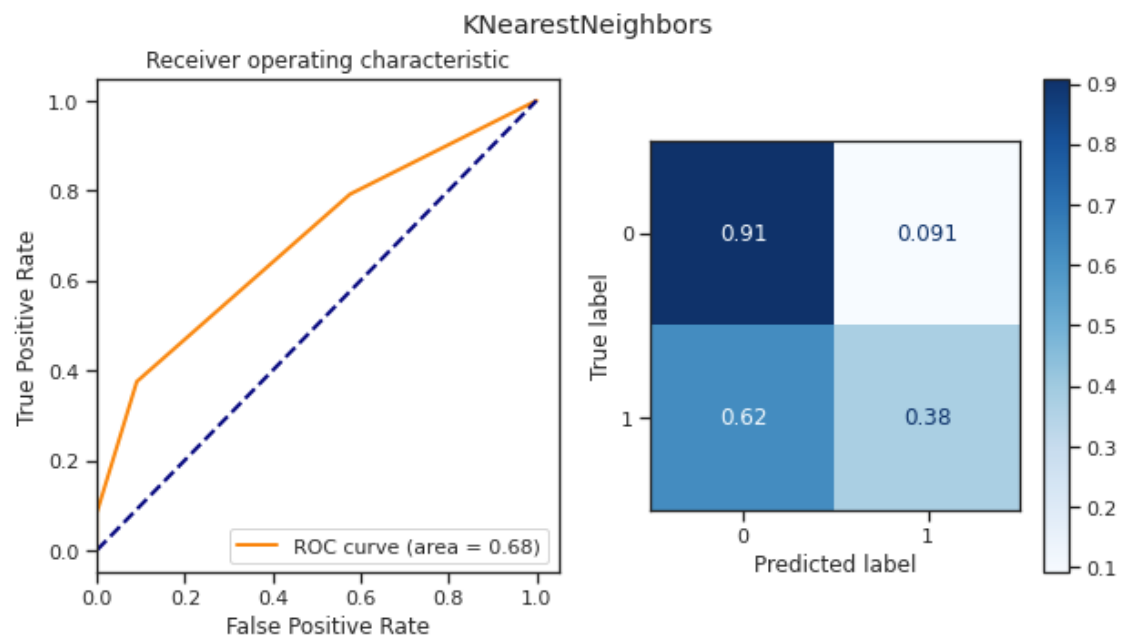 KNearestNeighbors
Receiver operating characteristic
True Positive Rate
1.0
0.8
0.6
0.4
0.2
0.0
ROC curve (area = 0.68)
0.0 0.2 0.4 0.6 0.8 1.0
False Positive Rate
True label
0
0.91 0.091
1
0.62 0.38
0 1
Predicted label
0.9
0.8
0.7
0.6
0.5
0.4
0.3
0.2
0.1